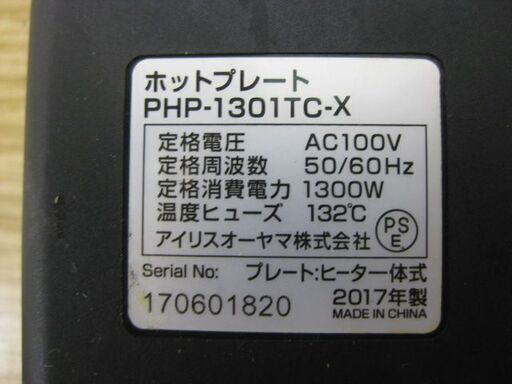 ホットプレート
PHP-1301TC-X
定格電圧 AC100V
定格周波数 50/60Hz
定格消費電力 1300W
温度ヒューズ 132℃
アイリスオーヤマ株式会社
PS
E
Serial No: プレート:ヒーター体式
170601820 2017年製
MADE IN CHINA